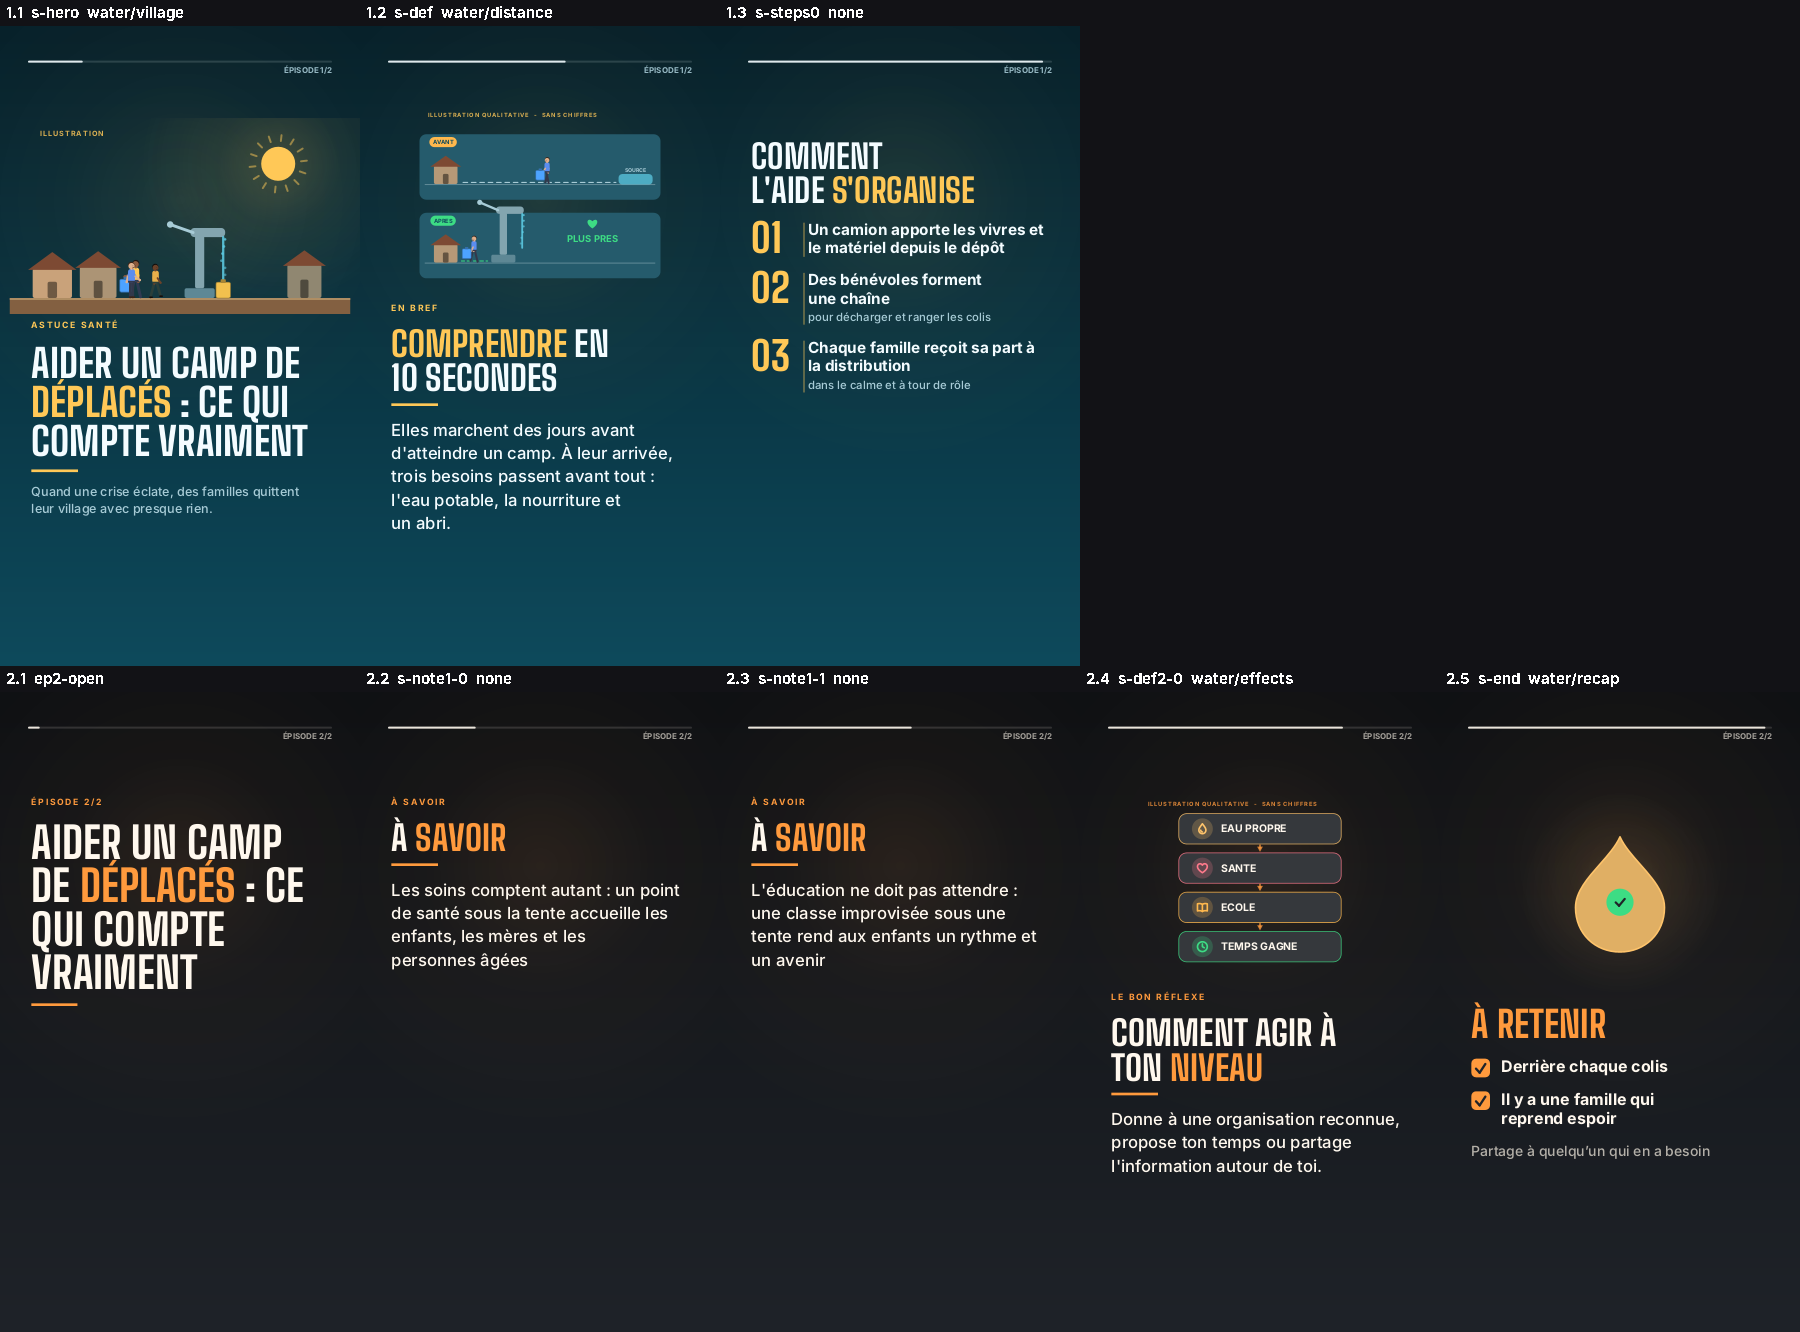 1.1 s-hero water/village
ÉPISODE 1/2
ILLUSTRATION
ASTUCE SANTÉ
AIDER UN CAMP DE
DÉPLACÉS : CE QUI
COMPTE VRAIMENT
Quand une crise éclate, des familles quittent
leur village avec presque rien.
1.2 s-def water/distance
ÉPISODE 1/2
ILLUSTRATION QUALITATIVE - SANS CHIFFRES
AVANT
SOURCE
APRES
PLUS PRES
EN BREF
COMPRENDRE EN
10 SECONDES
Elles marchent des jours avant
d'atteindre un camp. À leur arrivée,
trois besoins passent avant tout :
l'eau potable, la nourriture et
un abri.
1.3 s-steps0 none
ÉPISODE 1/2
COMMENT
L'AIDE S'ORGANISE
01 Un camion apporte les vivres et
le matériel depuis le dépôt
02 Des bénévoles forment
une chaîne
pour décharger et ranger les colis
03 Chaque famille reçoit sa part à
la distribution
dans le calme et à tour de rôle
2.1 ep2-open
ÉPISODE 2/2
ÉPISODE 2/2
AIDER UN CAMP
DE DÉPLACÉS : CE
QUI COMPTE
VRAIMENT
2.2 s-note1-0 none
ÉPISODE 2/2
À SAVOIR
À SAVOIR
Les soins comptent autant : un point
de santé sous la tente accueille les
enfants, les mères et les
personnes âgées
2.3 s-note1-1 none
ÉPISODE 2/2
À SAVOIR
À SAVOIR
L'éducation ne doit pas attendre :
une classe improvisée sous une
tente rend aux enfants un rythme et
un avenir
2.4 s-def2-0 water/effects
ÉPISODE 2/2
ILLUSTRATION QUALITATIVE - SANS CHIFFRES
EAU PROPRE
SANTE
ECOLE
TEMPS GAGNE
LE BON RÉFLEXE
COMMENT AGIR À
TON NIVEAU
Donne à une organisation reconnue,
propose ton temps ou partage
l'information autour de toi.
2.5 s-end water/recap
ÉPISODE 2/2
À RETENIR
Derrière chaque colis
Il y a une famille qui
reprend espoir
Partage à quelqu'un qui en a besoin